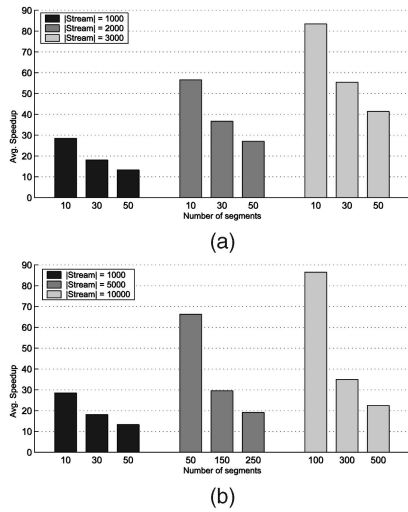 90
80
70
60
50
40
30
20
10
0
Avg. Speedup
|Stream| = 1000
|Stream| = 2000
|Stream| = 3000
10 30 50 10 30 50 10 30 50
Number of segments
(a)
90
80
70
60
50
40
30
20
10
0
Avg. Speedup
|Stream| = 1000
|Stream| = 5000
|Stream| = 10000
10 30 50 50 150 250 100 300 500
Number of segments
(b)